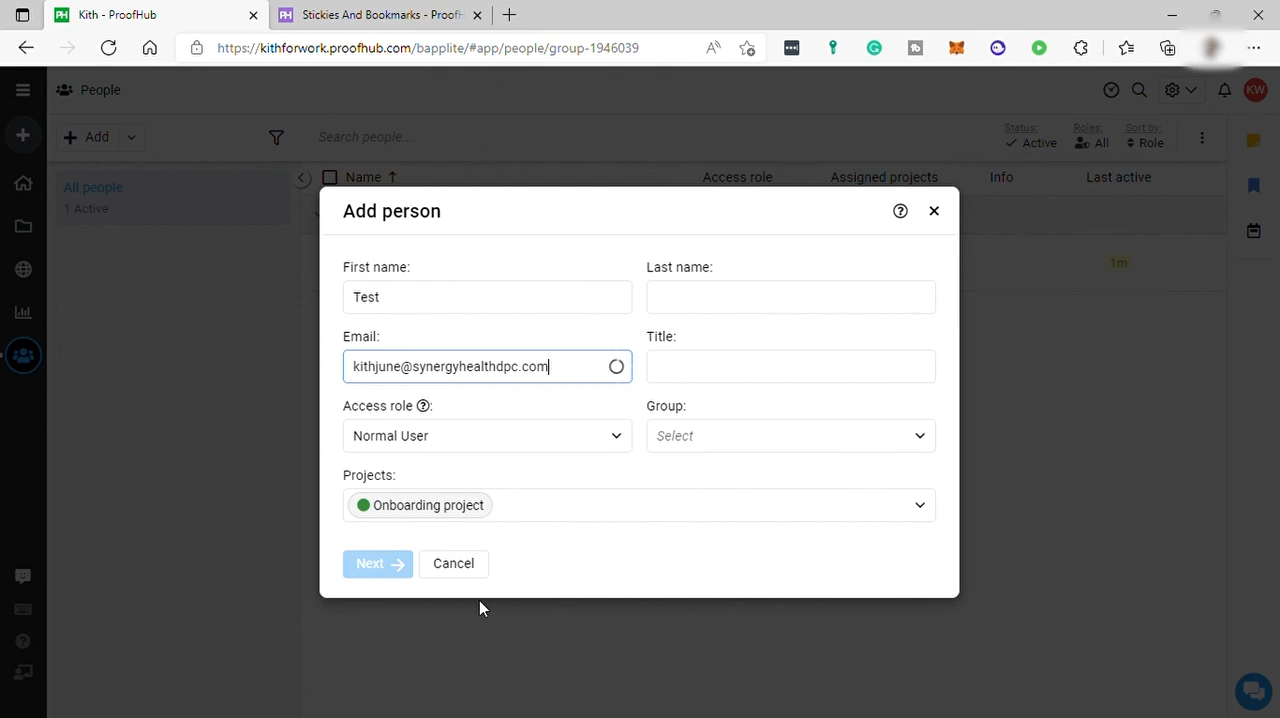 Kith - ProofHub
Stickies And Bookmarks - ProofH
https://kithforwork.proofhub.com/bapplite/#app/people/group-1946039
People
KW
Add
Search people...
Status:
Active
Roles:
All
Sort by:
Role
All people
1 Active
Name
Access role
Assigned projects
Info
Last active
1m
Add person
First name:
Last name:
Test
Email:
Title:
kithjune@synergyhealthdpc.com
Access role ?:
Group:
Normal User
Select
Projects:
Onboarding project
Next
Cancel